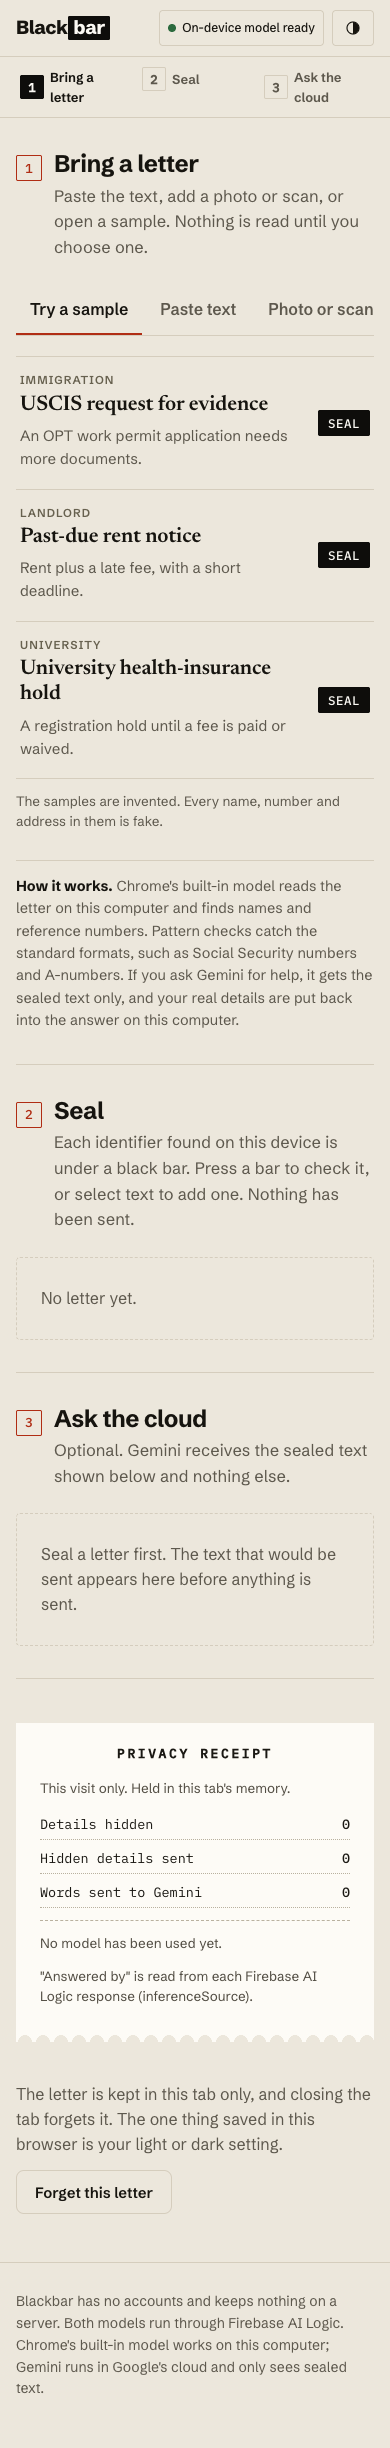 Blackbar
On-device model ready
1 Bring a
letter
2 Seal
3 Ask the
cloud
1 Bring a letter
Paste the text, add a photo or scan, or
open a sample. Nothing is read until you
choose one.
Try a sample
Paste text
Photo or scan
IMMIGRATION
USCIS request for evidence
An OPT work permit application needs
more documents.
SEAL
LANDLORD
Past-due rent notice
Rent plus a late fee, with a short
deadline.
SEAL
UNIVERSITY
University health-insurance
hold
A registration hold until a fee is paid or
waived.
SEAL
The samples are invented. Every name, number and
address in them is fake.
How it works. Chrome's built-in model reads the
letter on this computer and finds names and
reference numbers. Pattern checks catch the
standard formats, such as Social Security numbers
and A-numbers. If you ask Gemini for help, it gets the
sealed text only, and your real details are put back
into the answer on this computer.
2 Seal
Each identifier found on this device is
under a black bar. Press a bar to check it,
or select text to add one. Nothing has
been sent.
No letter yet.
3 Ask the cloud
Optional. Gemini receives the sealed text
shown below and nothing else.
Seal a letter first. The text that would be
sent appears here before anything is
sent.
PRIVACY RECEIPT
This visit only. Held in this tab's memory.
Details hidden 0
Hidden details sent 0
Words sent to Gemini 0
No model has been used yet.
"Answered by" is read from each Firebase AI
Logic response (inferenceSource).
The letter is kept in this tab only, and closing the
tab forgets it. The one thing saved in this
browser is your light or dark setting.
Forget this letter
Blackbar has no accounts and keeps nothing on a
server. Both models run through Firebase AI Logic.
Chrome's built-in model works on this computer;
Gemini runs in Google's cloud and only sees sealed
text.